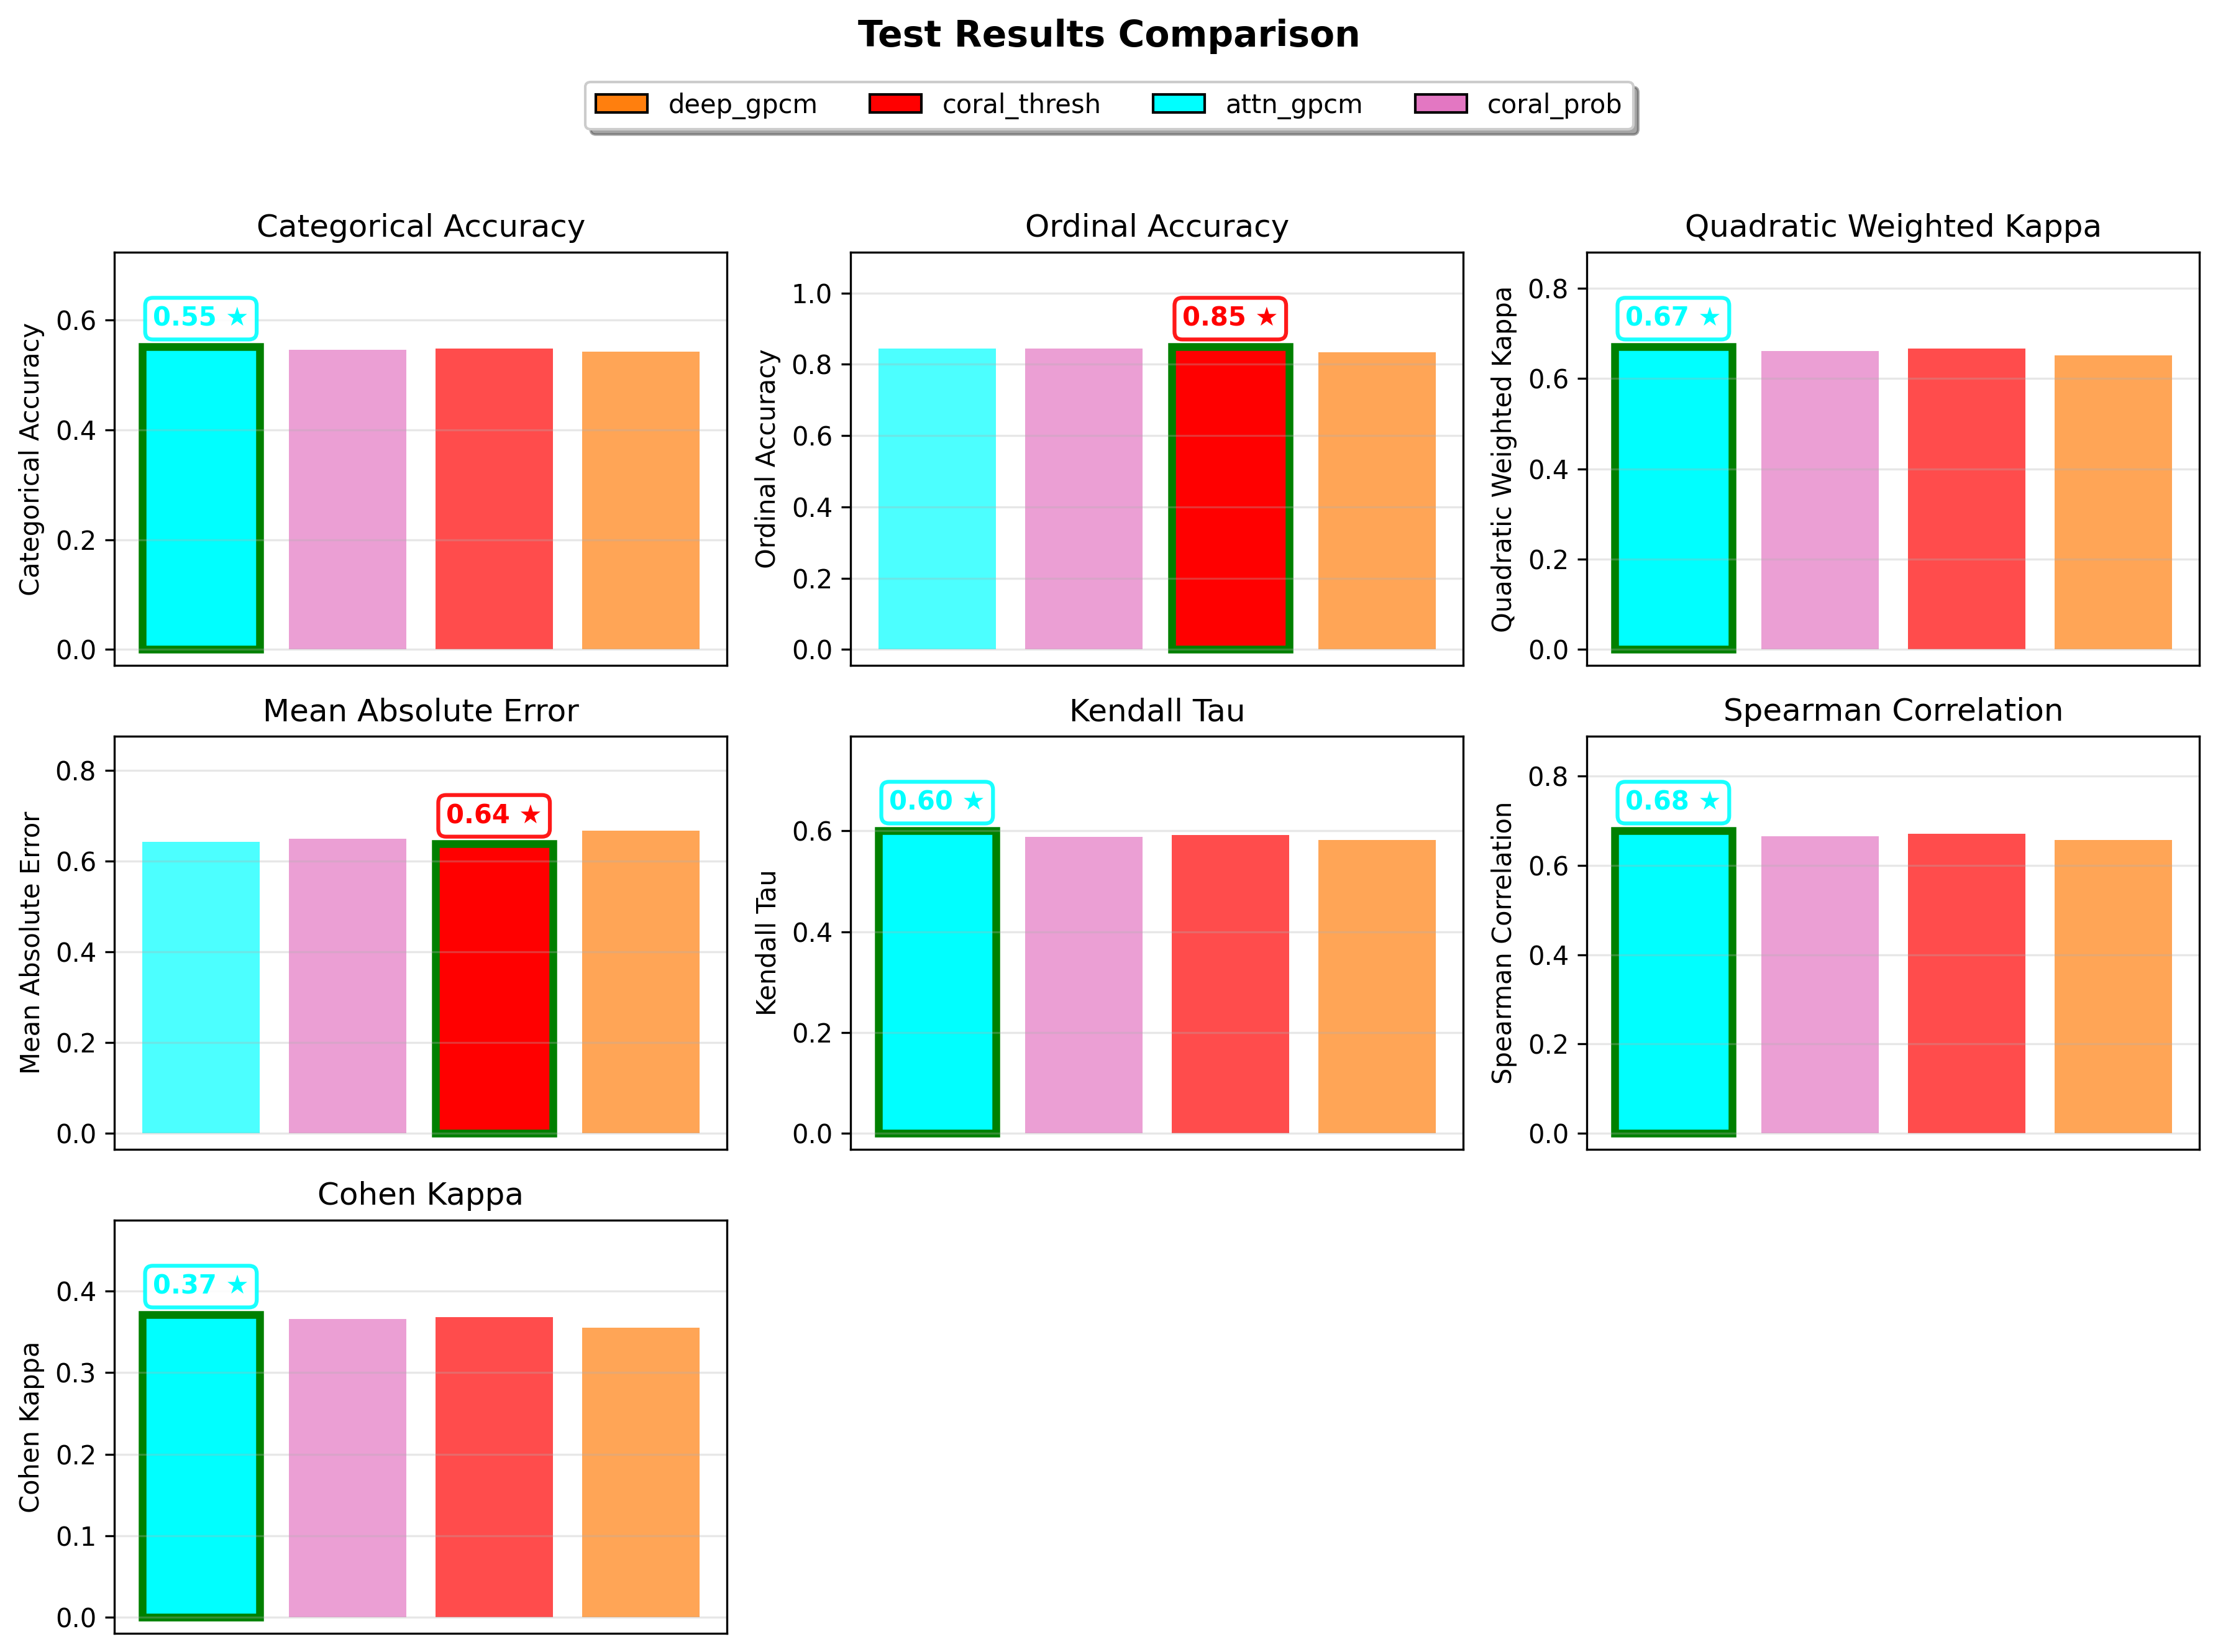 Test Results Comparison
deep_gpcm coral_thresh attn_gpcm coral_prob
Categorical Accuracy
Categorical Accuracy
0.6
0.4
0.2
0.0
0.55 ★
Ordinal Accuracy
Ordinal Accuracy
1.0
0.8
0.6
0.4
0.2
0.0
0.85 ★
Quadratic Weighted Kappa
Quadratic Weighted Kappa
0.8
0.6
0.4
0.2
0.0
0.67 ★
Mean Absolute Error
Mean Absolute Error
0.8
0.6
0.4
0.2
0.0
0.64 ★
Kendall Tau
Kendall Tau
0.6
0.4
0.2
0.0
0.60 ★
Spearman Correlation
Spearman Correlation
0.8
0.6
0.4
0.2
0.0
0.68 ★
Cohen Kappa
Cohen Kappa
0.4
0.3
0.2
0.1
0.0
0.37 ★